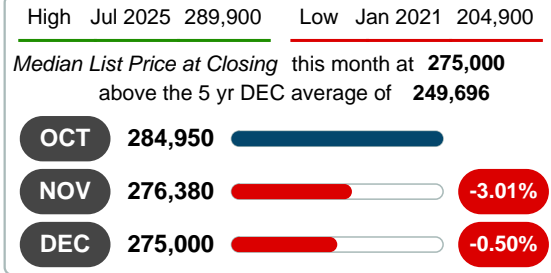 High Jul 2025 289,900 Low Jan 2021 204,900
Median List Price at Closing this month at 275,000
above the 5 yr DEC average of 249,696
OCT 284,950
NOV 276,380 -3.01%
DEC 275,000 -0.50%